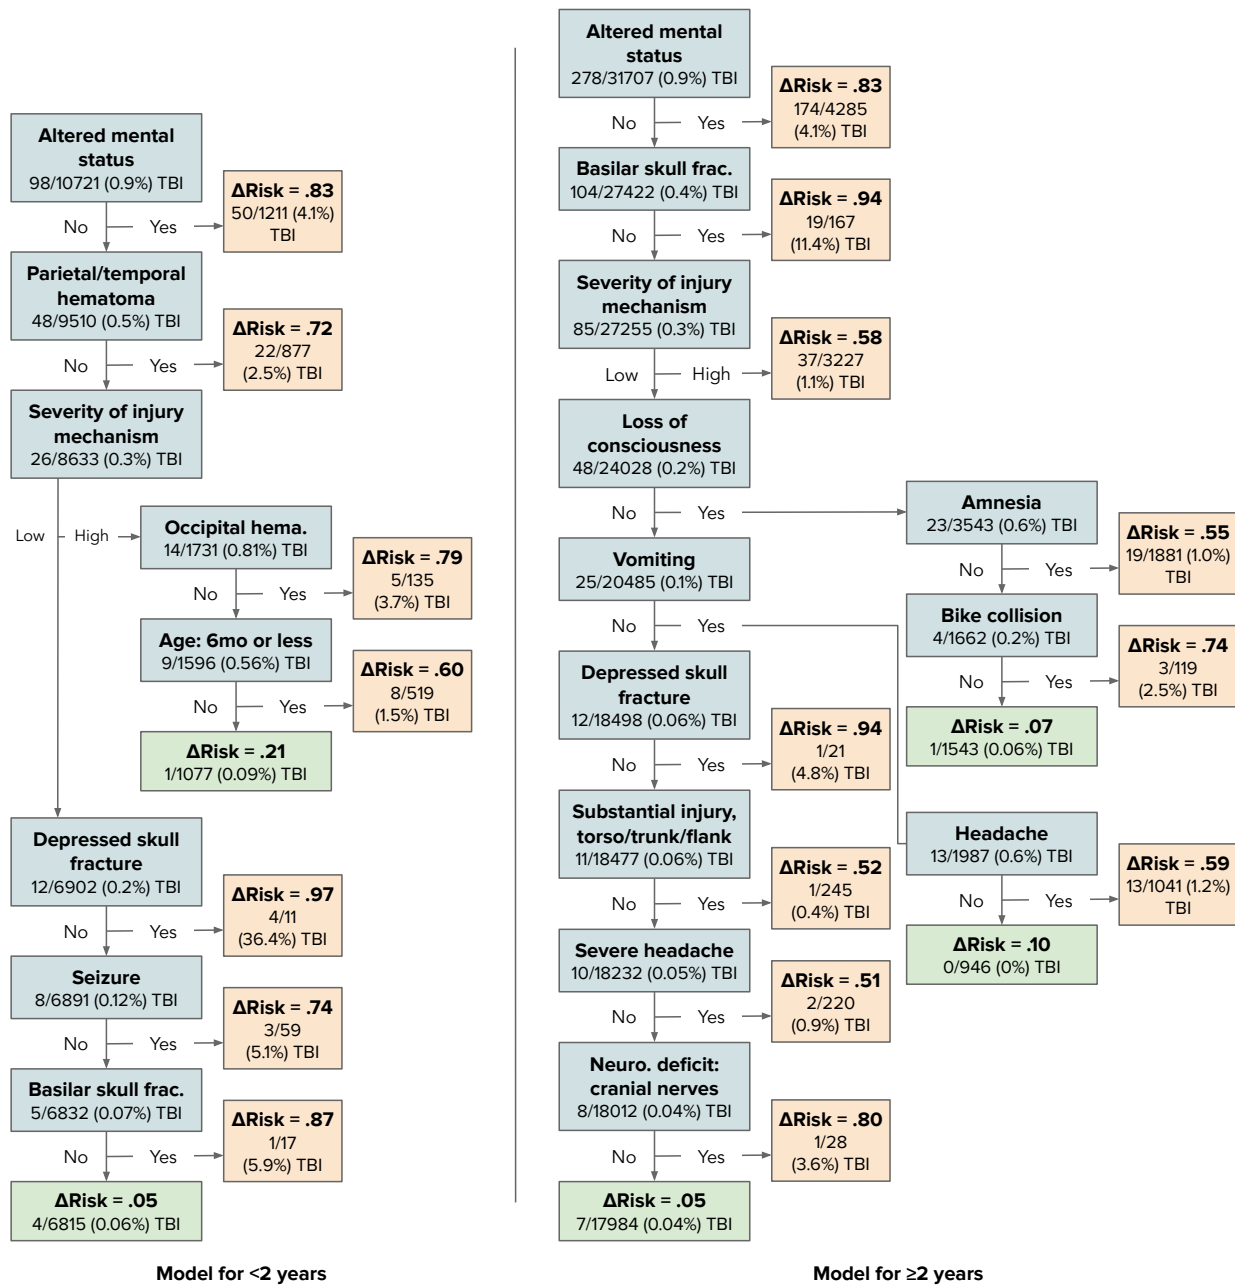 Altered mental
status
98/10721 (0.9%) TBI
No
Yes
ΔRisk = .83
50/1211 (4.1%)
TBI
Parietal/temporal
hematoma
48/9510 (0.5%) TBI
No
Yes
ΔRisk = .72
22/877
(2.5%) TBI
Severity of injury
mechanism
26/8633 (0.3%) TBI
Low
High
Occipital hema.
14/1731 (0.81%) TBI
No
Yes
ΔRisk = .79
5/135
(3.7%) TBI
Age: 6mo or less
9/1596 (0.56%) TBI
No
Yes
ΔRisk = .60
8/519
(1.5%) TBI
ΔRisk = .21
1/1077 (0.09%) TBI
Depressed skull
fracture
12/6902 (0.2%) TBI
No
Yes
ΔRisk = .97
4/11
(36.4%) TBI
Seizure
8/6891 (0.12%) TBI
No
Yes
ΔRisk = .74
3/59
(5.1%) TBI
Basilar skull frac.
5/6832 (0.07%) TBI
No
Yes
ΔRisk = .87
1/17
(5.9%) TBI
ΔRisk = .05
4/6815 (0.06%) TBI
Model for <2 years
Altered mental
status
278/31707 (0.9%) TBI
No
Yes
ΔRisk = .83
174/4285
(4.1%) TBI
Basilar skull frac.
104/27422 (0.4%) TBI
No
Yes
ΔRisk = .94
19/167
(11.4%) TBI
Severity of injury
mechanism
85/27255 (0.3%) TBI
Low
High
ΔRisk = .58
37/3227
(1.1%) TBI
Loss of
consciousness
48/24028 (0.2%) TBI
No
Yes
Amnesia
23/3543 (0.6%) TBI
No
Yes
ΔRisk = .55
19/1881 (1.0%)
TBI
Bike collision
4/1662 (0.2%) TBI
No
Yes
ΔRisk = .74
3/119
(2.5%) TBI
ΔRisk = .07
1/1543 (0.06%) TBI
Vomiting
25/20485 (0.1%) TBI
No
Yes
Headache
13/1987 (0.6%) TBI
No
Yes
ΔRisk = .59
13/1041 (1.2%)
TBI
ΔRisk = .10
0/946 (0%) TBI
Depressed skull
fracture
12/18498 (0.06%) TBI
No
Yes
ΔRisk = .94
1/21
(4.8%) TBI
Substantial injury,
torso/trunk/flank
11/18477 (0.06%) TBI
No
Yes
ΔRisk = .52
1/245
(0.4%) TBI
Severe headache
10/18232 (0.05%) TBI
No
Yes
ΔRisk = .51
2/220
(0.9%) TBI
Neuro. deficit:
cranial nerves
8/18012 (0.04%) TBI
No
Yes
ΔRisk = .80
1/28
(3.6%) TBI
ΔRisk = .05
7/17984 (0.04%) TBI
Model for ≥2 years